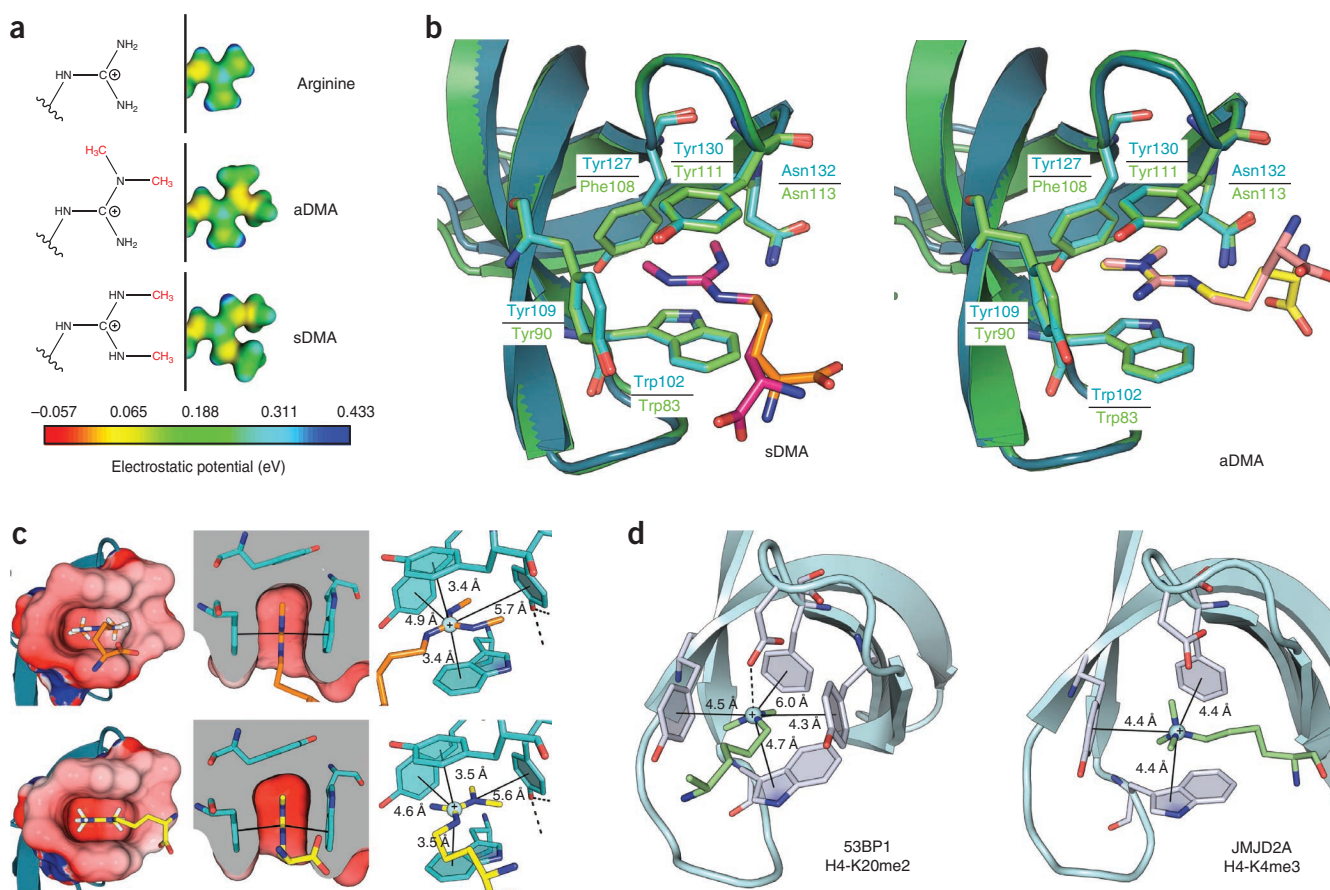 a
NH₂
HN
C
+
NH₂
Arginine
H₃C
N
CH₃
HN
C
+
NH₂
aDMA
HN
CH₃
HN
C
+
HN
CH₃
sDMA
−0.057 0.065 0.188 0.311 0.433
Electrostatic potential (eV)
b
Tyr127
Phe108
Tyr130
Tyr111
Asn132
Asn113
Tyr109
Tyr90
Trp102
Trp83
sDMA
Tyr127
Phe108
Tyr130
Tyr111
Asn132
Asn113
Tyr109
Tyr90
Trp102
Trp83
aDMA
c
3.4 Å
5.7 Å
4.9 Å
+
3.4 Å
3.5 Å
5.6 Å
4.6 Å
+
3.5 Å
d
4.5 Å
+
6.0 Å
4.3 Å
4.7 Å
53BP1
H4-K20me2
4.4 Å
4.4 Å
+
4.4 Å
JMJD2A
H4-K4me3